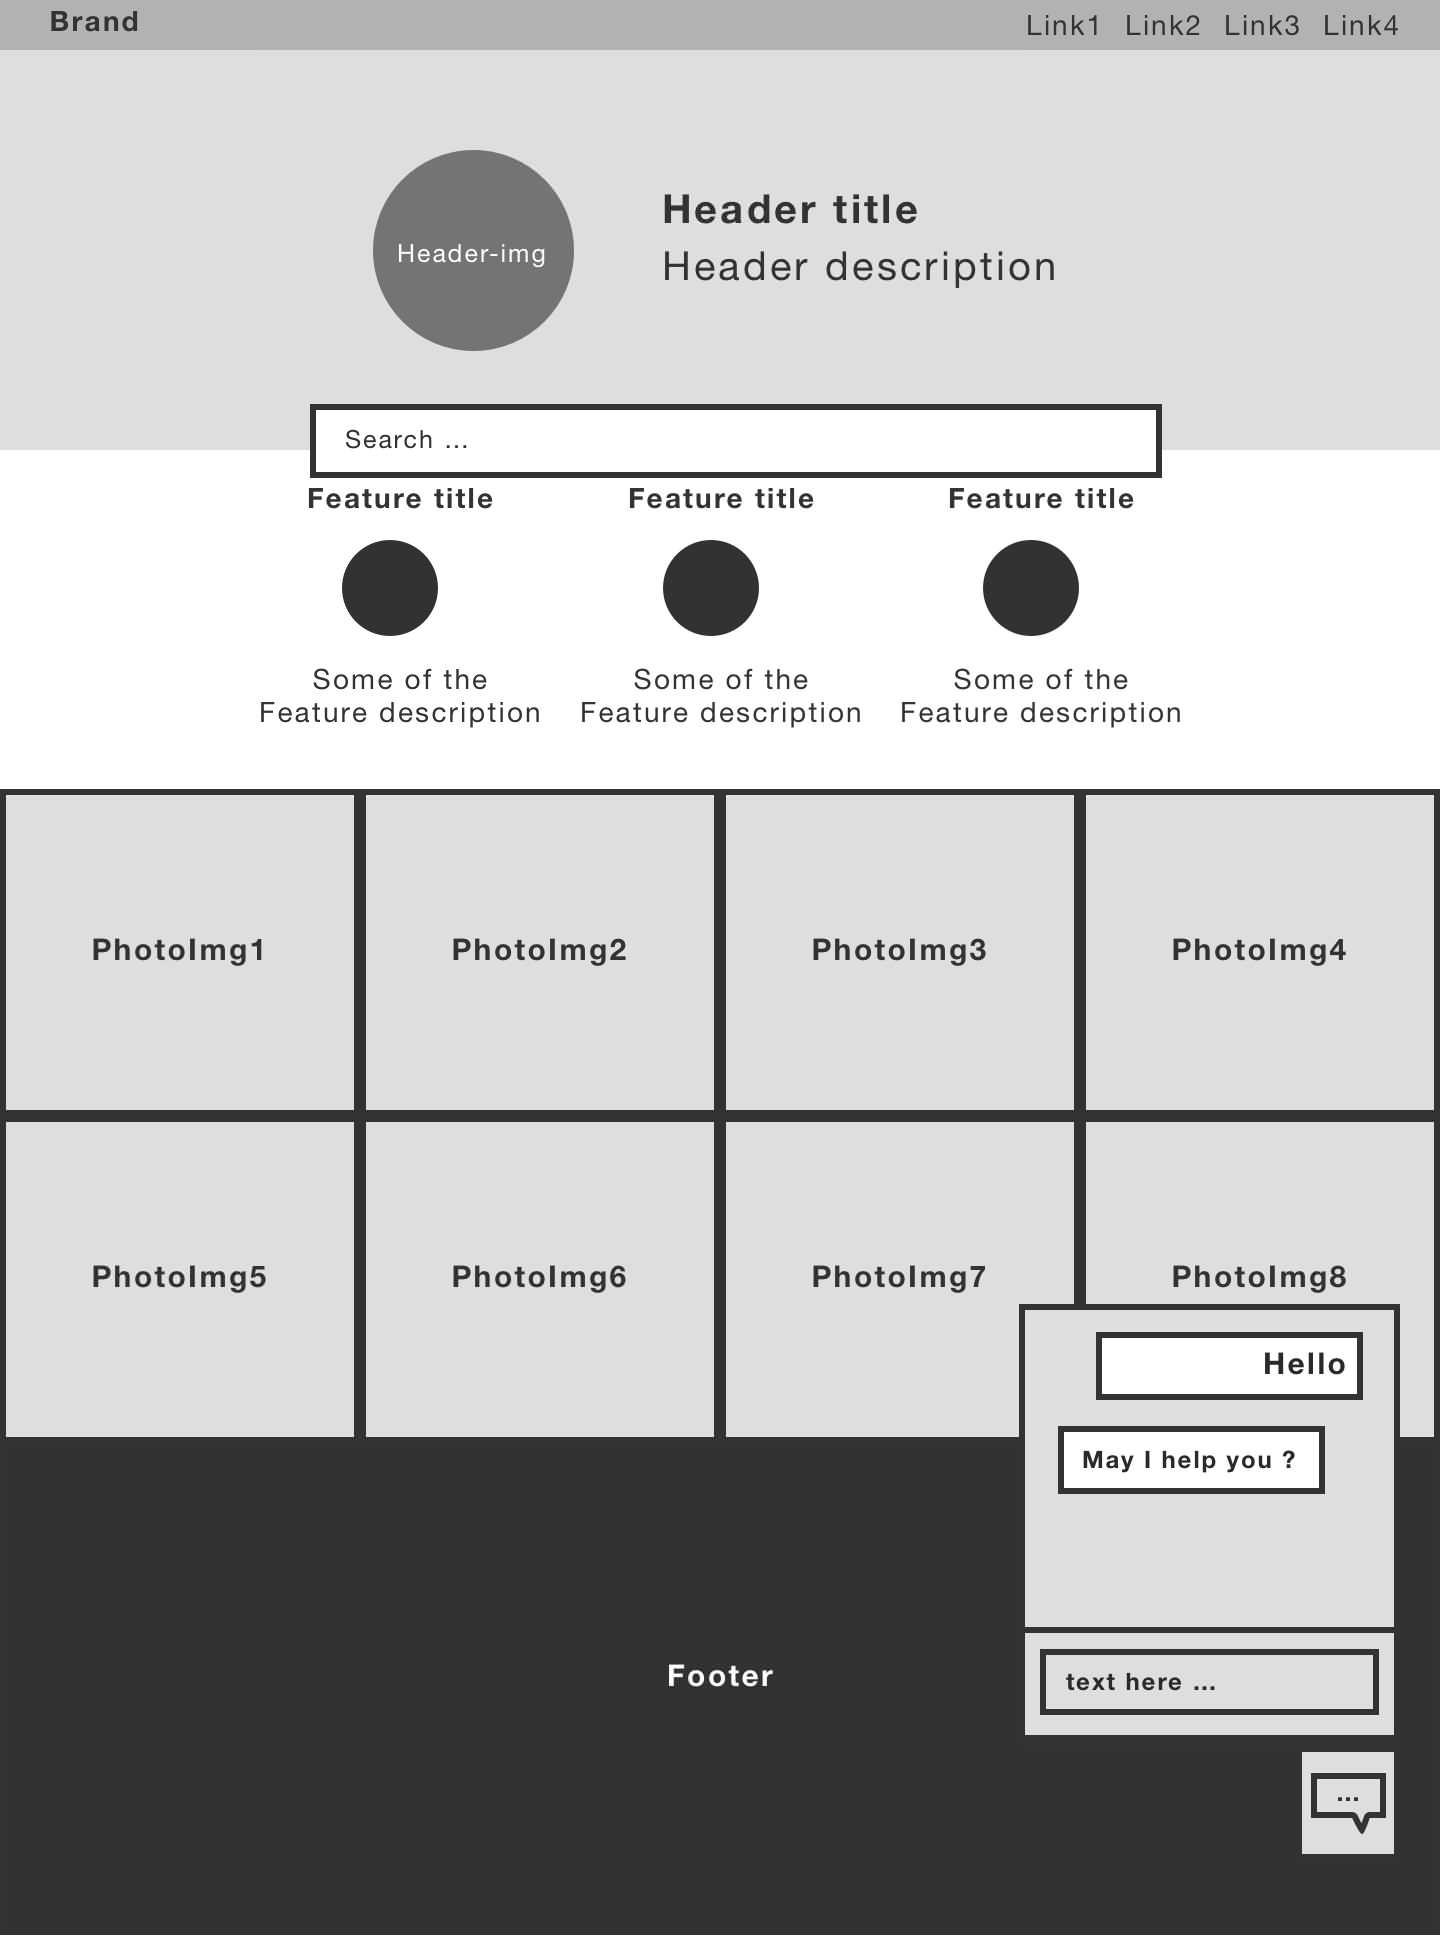 Brand
Link1 Link2 Link3 Link4
Header-img
Header title
Header description
Search ...
Feature title
Some of the
Feature description
Feature title
Some of the
Feature description
Feature title
Some of the
Feature description
PhotoImg1
PhotoImg2
PhotoImg3
PhotoImg4
PhotoImg5
PhotoImg6
PhotoImg7
PhotoImg8
Hello
May I help you ?
text here ...
...
Footer